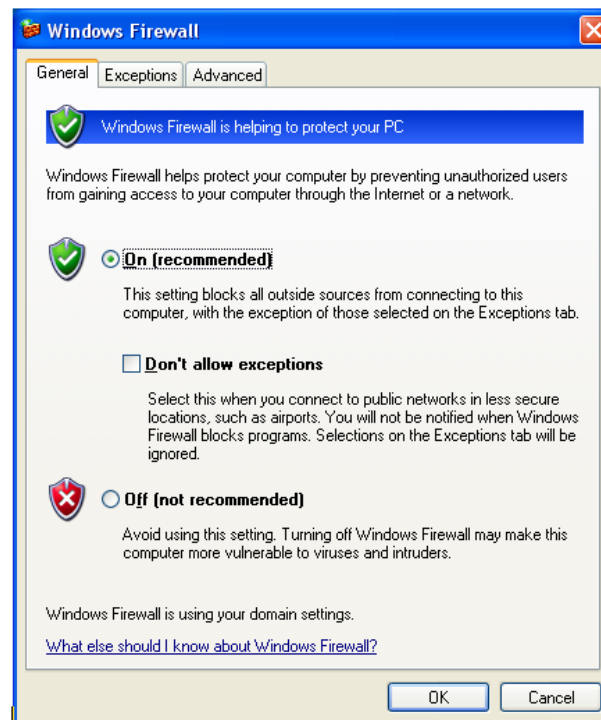 Windows Firewall
General Exceptions Advanced
Windows Firewall is helping to protect your PC
Windows Firewall helps protect your computer by preventing unauthorized users
from gaining access to your computer through the Internet or a network.
On (recommended)
This setting blocks all outside sources from connecting to this
computer, with the exception of those selected on the Exceptions tab.
Don't allow exceptions
Select this when you connect to public networks in less secure
locations, such as airports. You will not be notified when Windows
Firewall blocks programs. Selections on the Exceptions tab will be
ignored.
Off (not recommended)
Avoid using this setting. Turning off Windows Firewall may make this
computer more vulnerable to viruses and intruders.
Windows Firewall is using your domain settings.
What else should I know about Windows Firewall?
OK Cancel